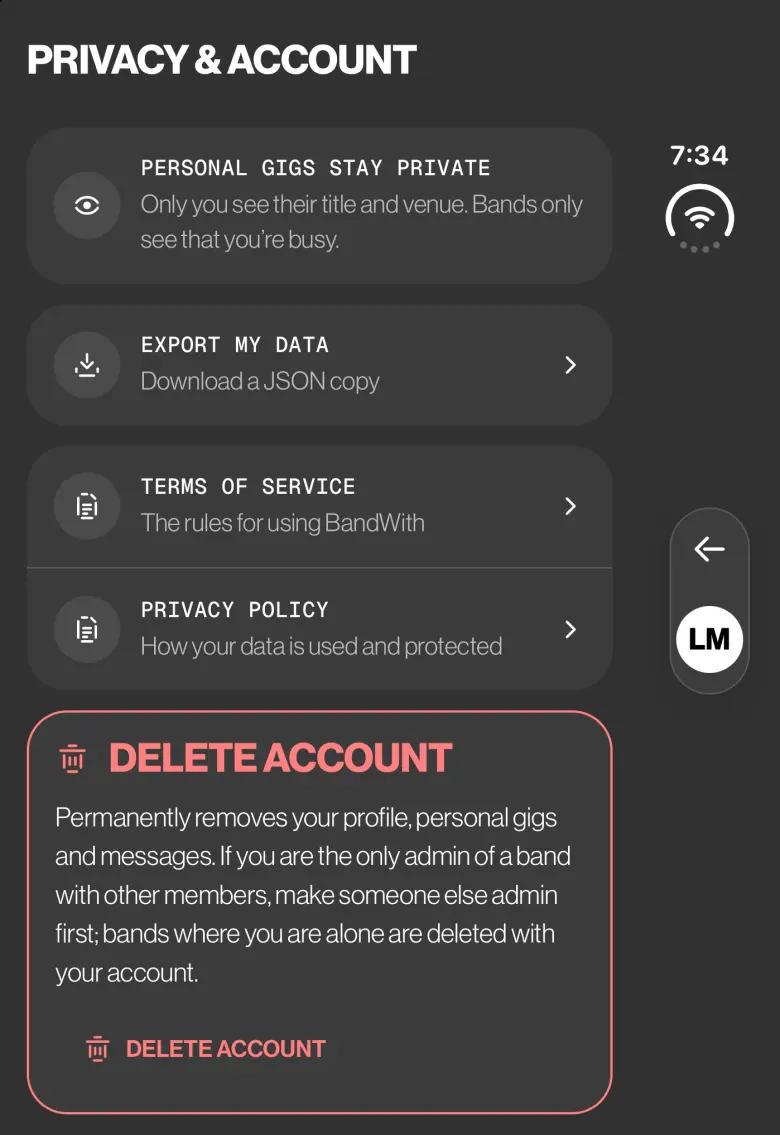 PRIVACY & ACCOUNT
7:34
PERSONAL GIGS STAY PRIVATE
Only you see their title and venue. Bands only
see that you’re busy.
EXPORT MY DATA
Download a JSON copy
TERMS OF SERVICE
The rules for using BandWith
PRIVACY POLICY
How your data is used and protected
LM
DELETE ACCOUNT
Permanently removes your profile, personal gigs
and messages. If you are the only admin of a band
with other members, make someone else admin
first; bands where you are alone are deleted with
your account.
DELETE ACCOUNT